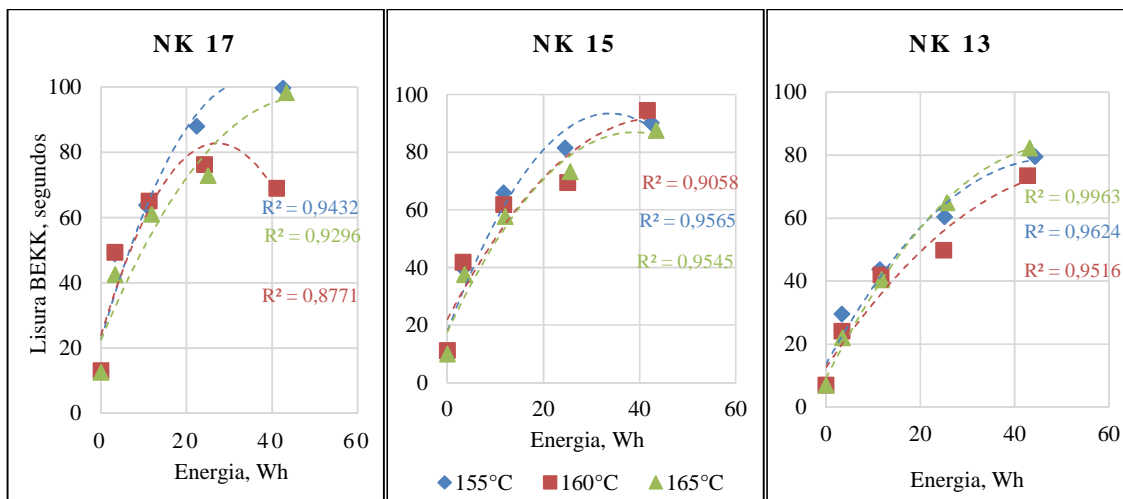 NK 17
Lisura BEKK, segundos
100
80
60
40
20
0
R² = 0,9432
R² = 0,9296
R² = 0,8771
0 20 40 60
Energia, Wh
NK 15
100
80
60
40
20
0
R² = 0,9058
R² = 0,9565
R² = 0,9545
0 20 40 60
Energia, Wh
155°C 160°C 165°C
NK 13
100
80
60
40
20
0
R² = 0,9963
R² = 0,9624
R² = 0,9516
0 20 40 60
Energia, Wh